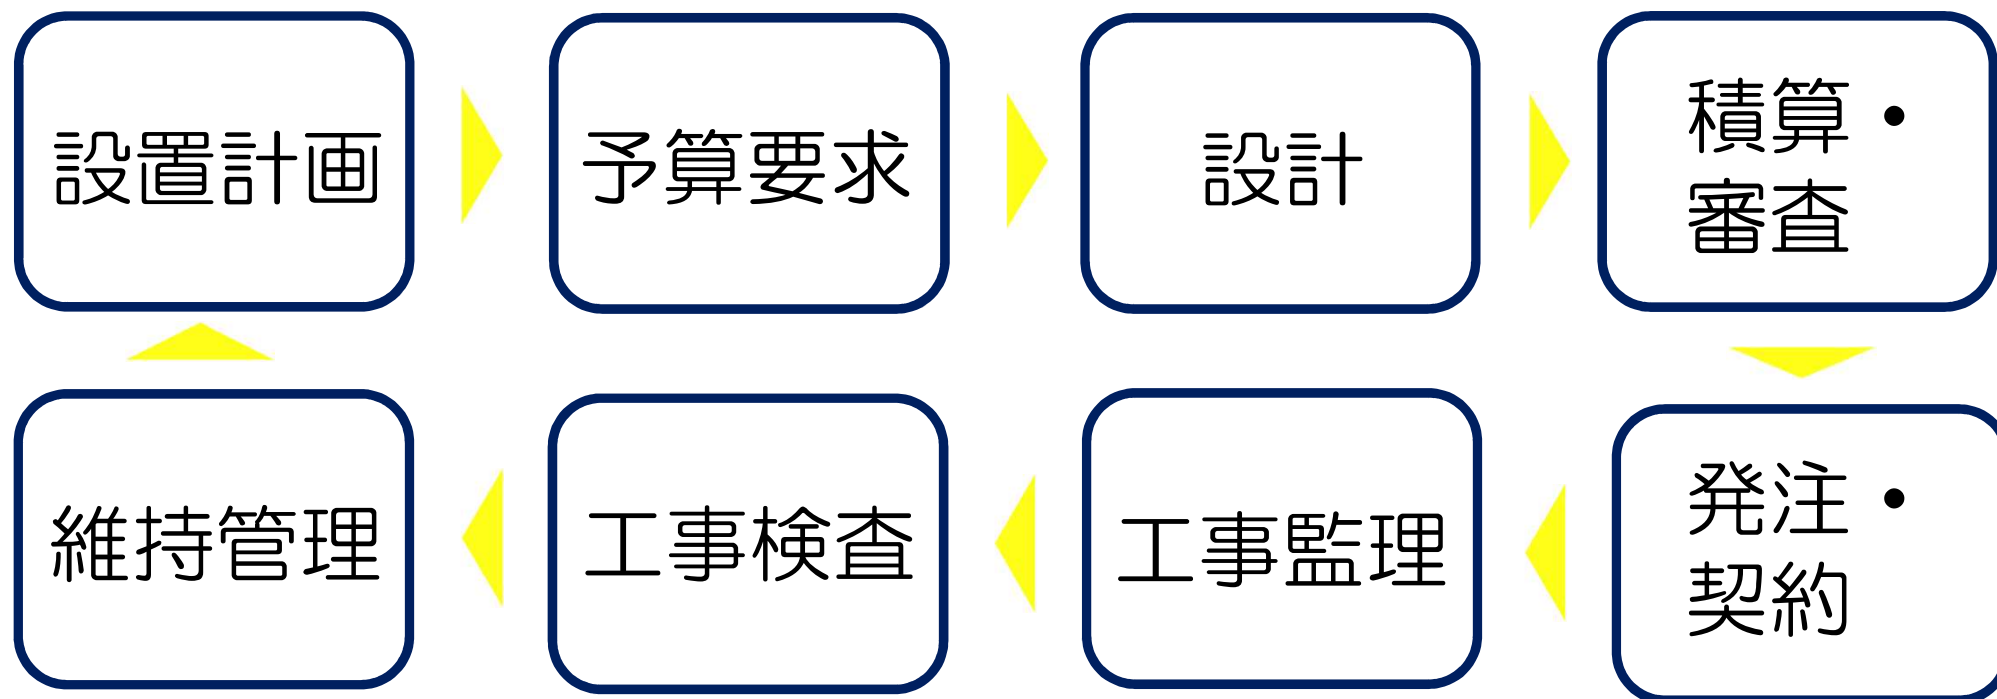 設置計画
予算要求
設計
積算・
審査
発注・
契約
工事監理
工事検査
維持管理